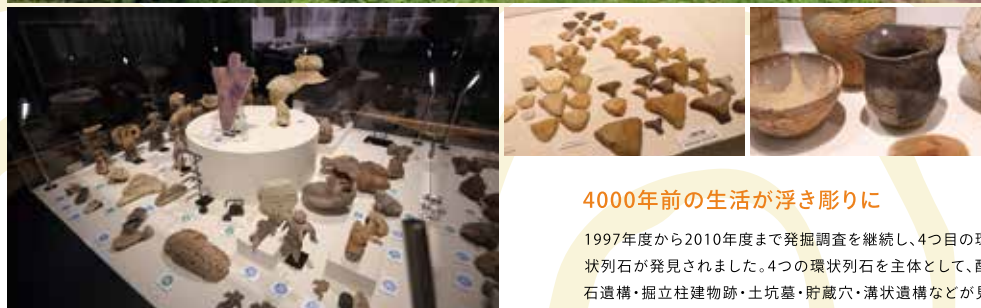 4000年前の生活が浮き彫りに
1997年度から2010年度まで発掘調査を継続し、4つ目の環
状列石が発見されました。4つの環状列石を主体として、配
石遺構・掘立柱建物跡・土坑墓・貯蔵穴・溝状遺構などが見